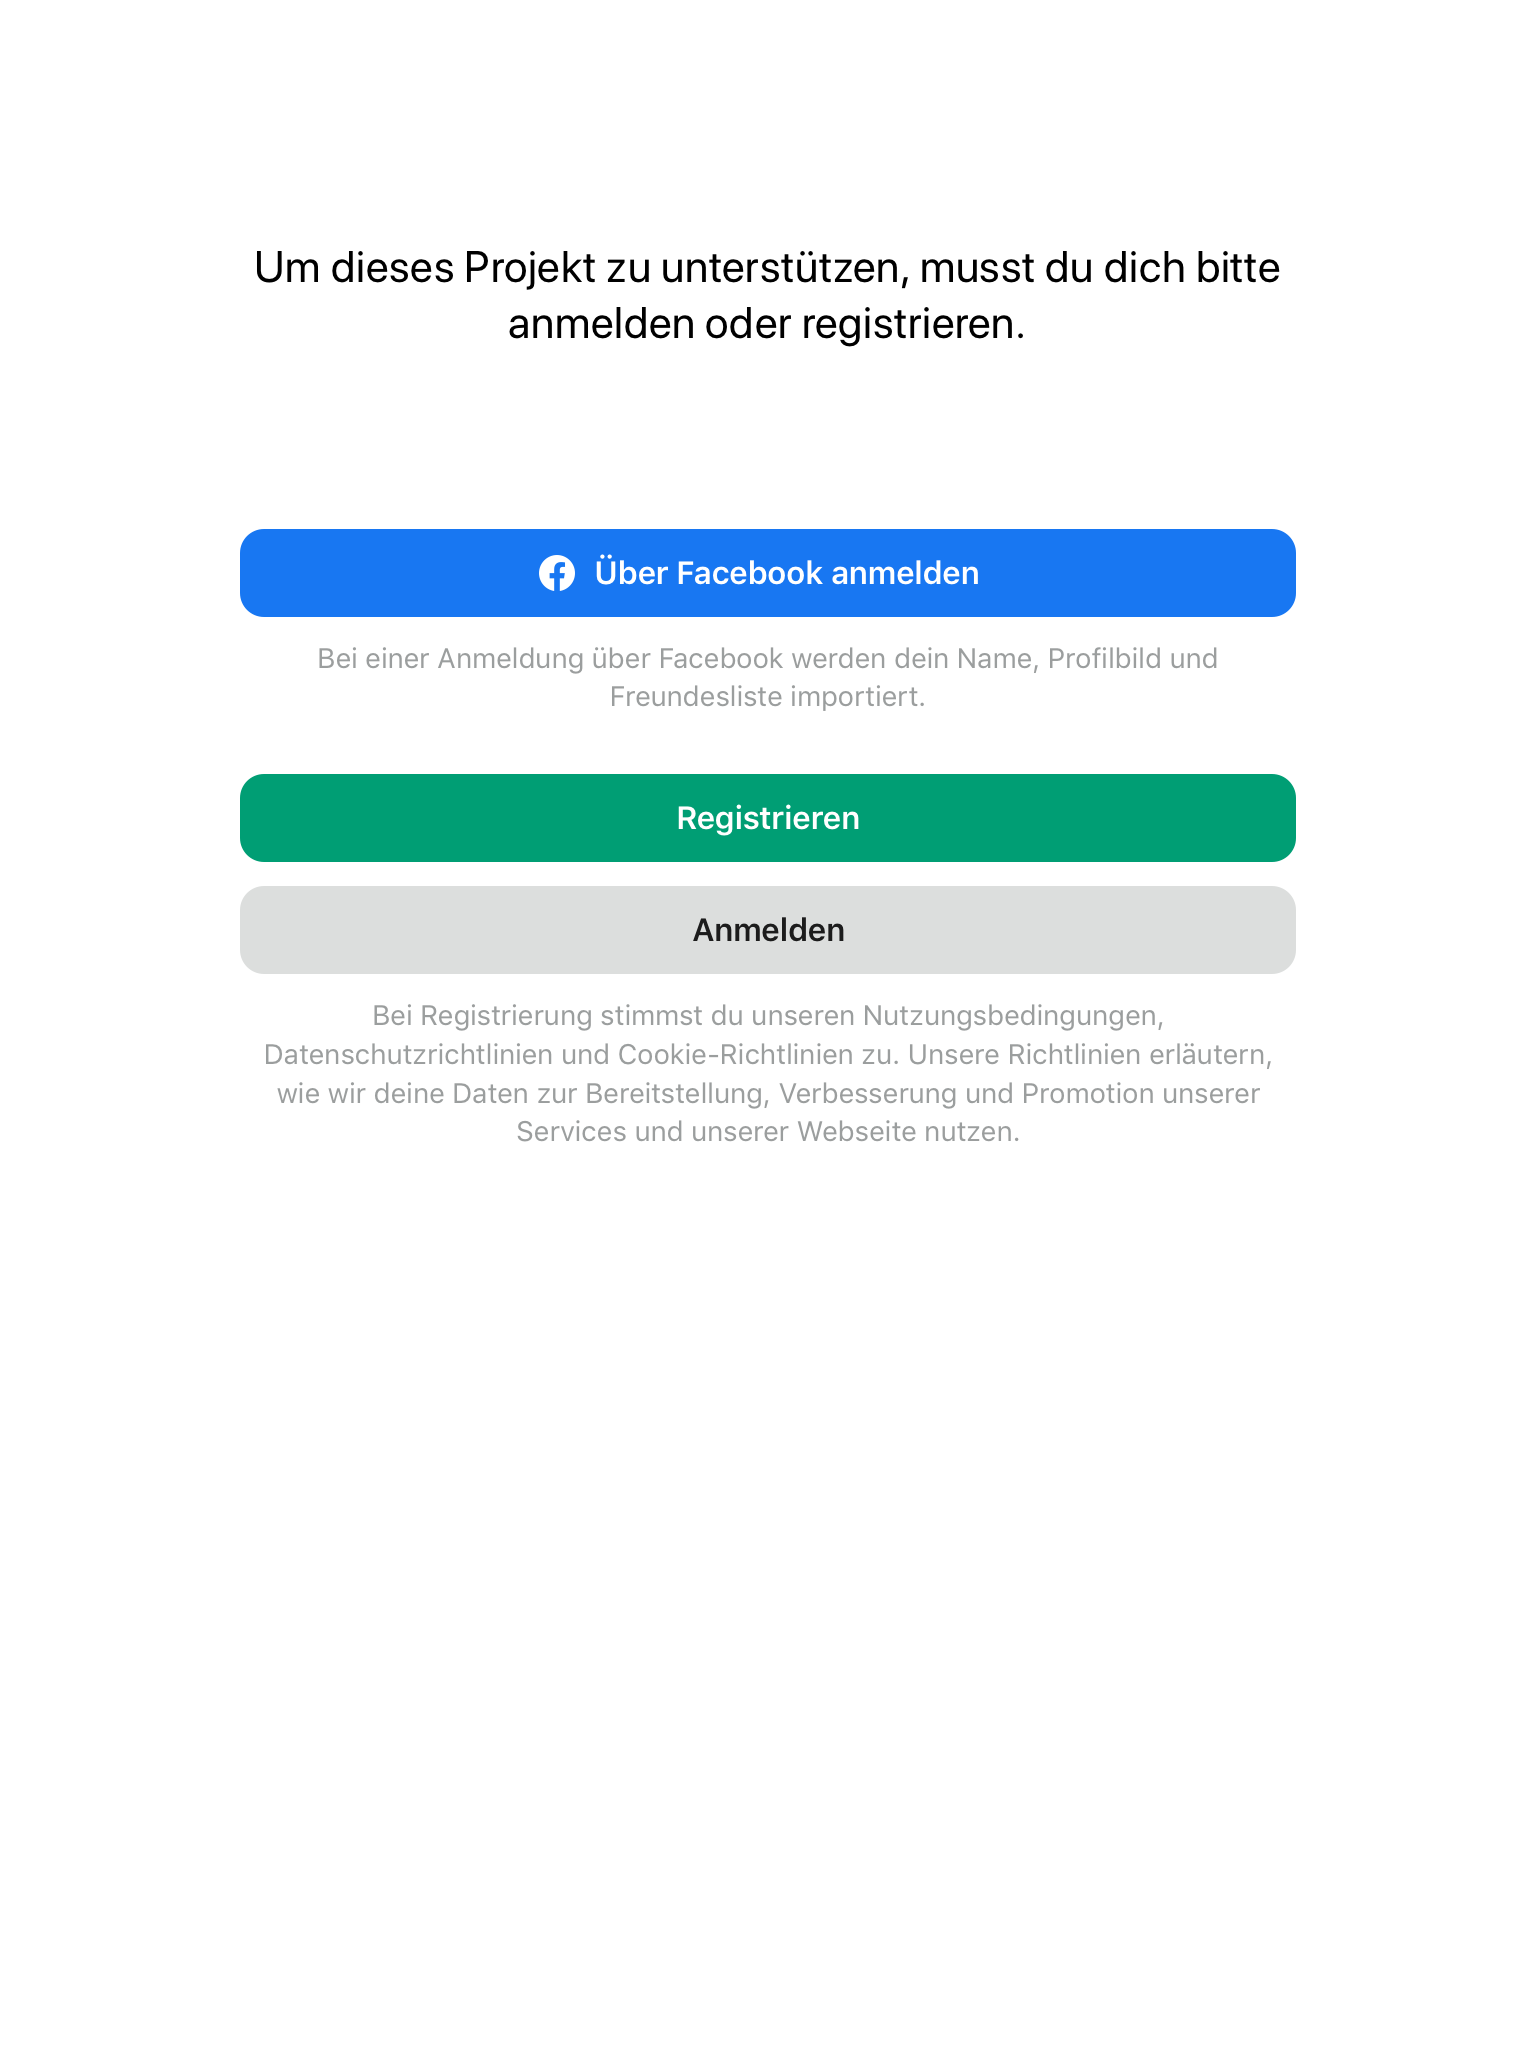 Um dieses Projekt zu unterstützen, musst du dich bitte
anmelden oder registrieren.
Über Facebook anmelden
Bei einer Anmeldung über Facebook werden dein Name, Profilbild und
Freundesliste importiert.
Registrieren
Anmelden
Bei Registrierung stimmst du unseren Nutzungsbedingungen,
Datenschutzrichtlinien und Cookie-Richtlinien zu. Unsere Richtlinien erläutern,
wie wir deine Daten zur Bereitstellung, Verbesserung und Promotion unserer
Services und unserer Webseite nutzen.